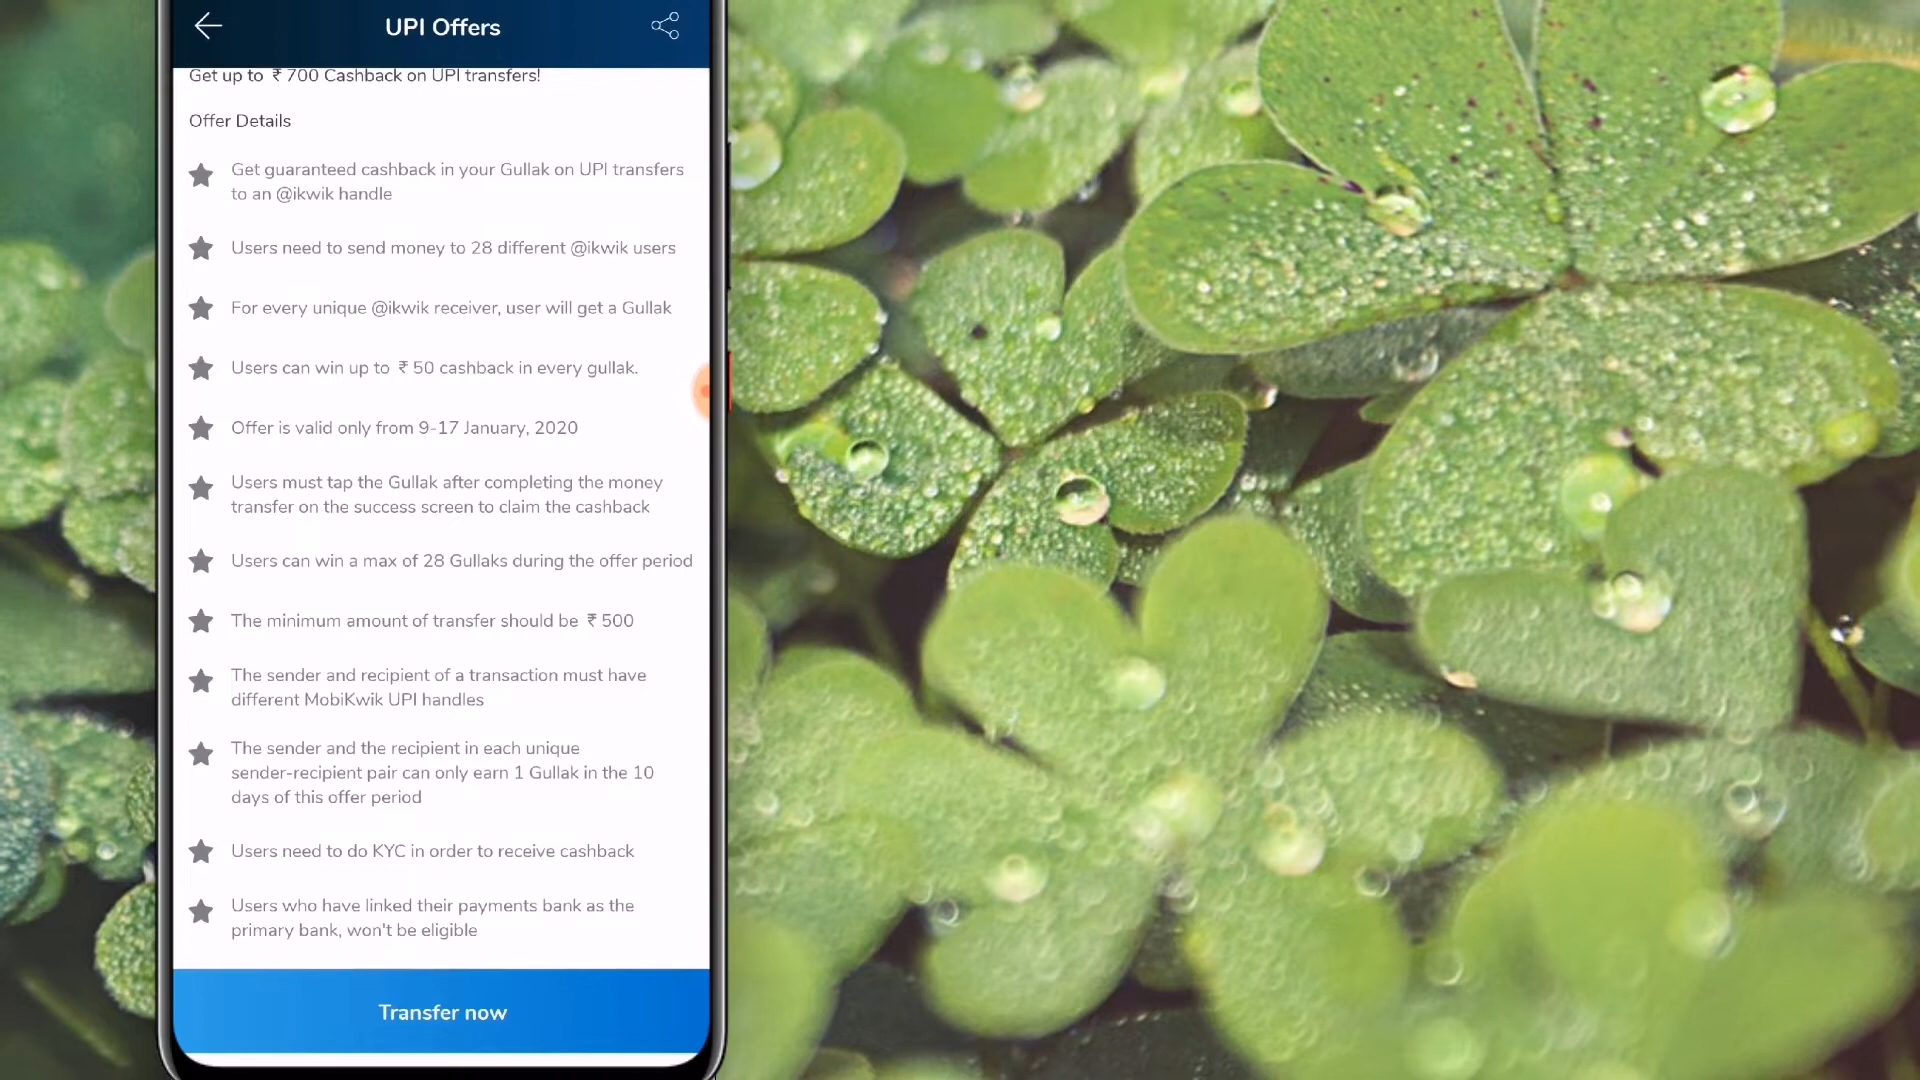 UPI Offers
Get up to ₹ 700 Cashback on UPI transfers!
Offer Details
Get guaranteed cashback in your Gullak on UPI transfers
to an @ikwik handle
Users need to send money to 28 different @ikwik users
For every unique @ikwik receiver, user will get a Gullak
Users can win up to ₹ 50 cashback in every gullak.
Offer is valid only from 9-17 January, 2020
Users must tap the Gullak after completing the money
transfer on the success screen to claim the cashback
Users can win a max of 28 Gullaks during the offer period
The minimum amount of transfer should be ₹ 500
The sender and recipient of a transaction must have
different MobiKwik UPI handles
The sender and the recipient in each unique
sender-recipient pair can only earn 1 Gullak in the 10
days of this offer period
Users need to do KYC in order to receive cashback
Users who have linked their payments bank as the
primary bank, won't be eligible
Transfer now